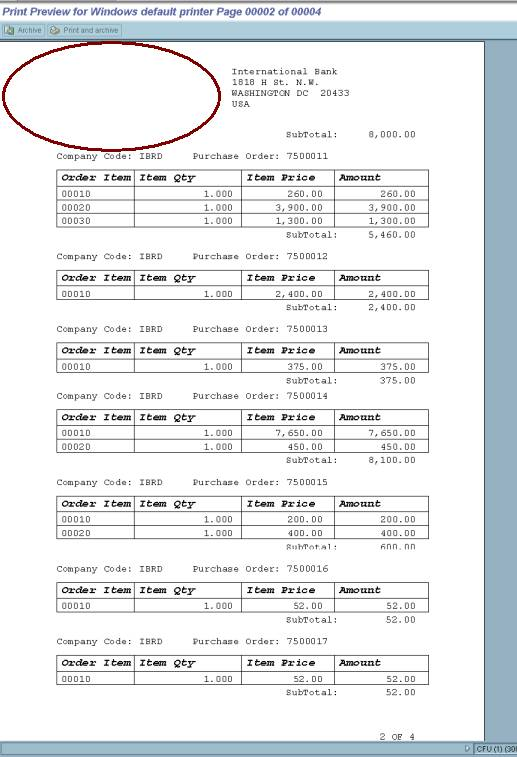 Print Preview for Windows default printer Page 00002 of 00004
Archive Print and archive
International Bank
1818 H St. N.W.
WASHINGTON DC 20433
USA
SubTotal: 8,000.00
Company Code: IBRD Purchase Order: 7500011
Order Item Item Qty Item Price Amount
00010 1.000 260.00 260.00
00020 1.000 3,900.00 3,900.00
00030 1.000 1,300.00 1,300.00
SubTotal: 5,460.00
Company Code: IBRD Purchase Order: 7500012
Order Item Item Qty Item Price Amount
00010 1.000 2,400.00 2,400.00
SubTotal: 2,400.00
Company Code: IBRD Purchase Order: 7500013
Order Item Item Qty Item Price Amount
00010 1.000 375.00 375.00
SubTotal: 375.00
Company Code: IBRD Purchase Order: 7500014
Order Item Item Qty Item Price Amount
00010 1.000 7,650.00 7,650.00
00020 1.000 450.00 450.00
SubTotal: 8,100.00
Company Code: IBRD Purchase Order: 7500015
Order Item Item Qty Item Price Amount
00010 1.000 200.00 200.00
00020 1.000 400.00 400.00
SubTotal: 600.00
Company Code: IBRD Purchase Order: 7500016
Order Item Item Qty Item Price Amount
00010 1.000 52.00 52.00
SubTotal: 52.00
Company Code: IBRD Purchase Order: 7500017
Order Item Item Qty Item Price Amount
00010 1.000 52.00 52.00
SubTotal: 52.00
2 OF 4
CFU (1) (300